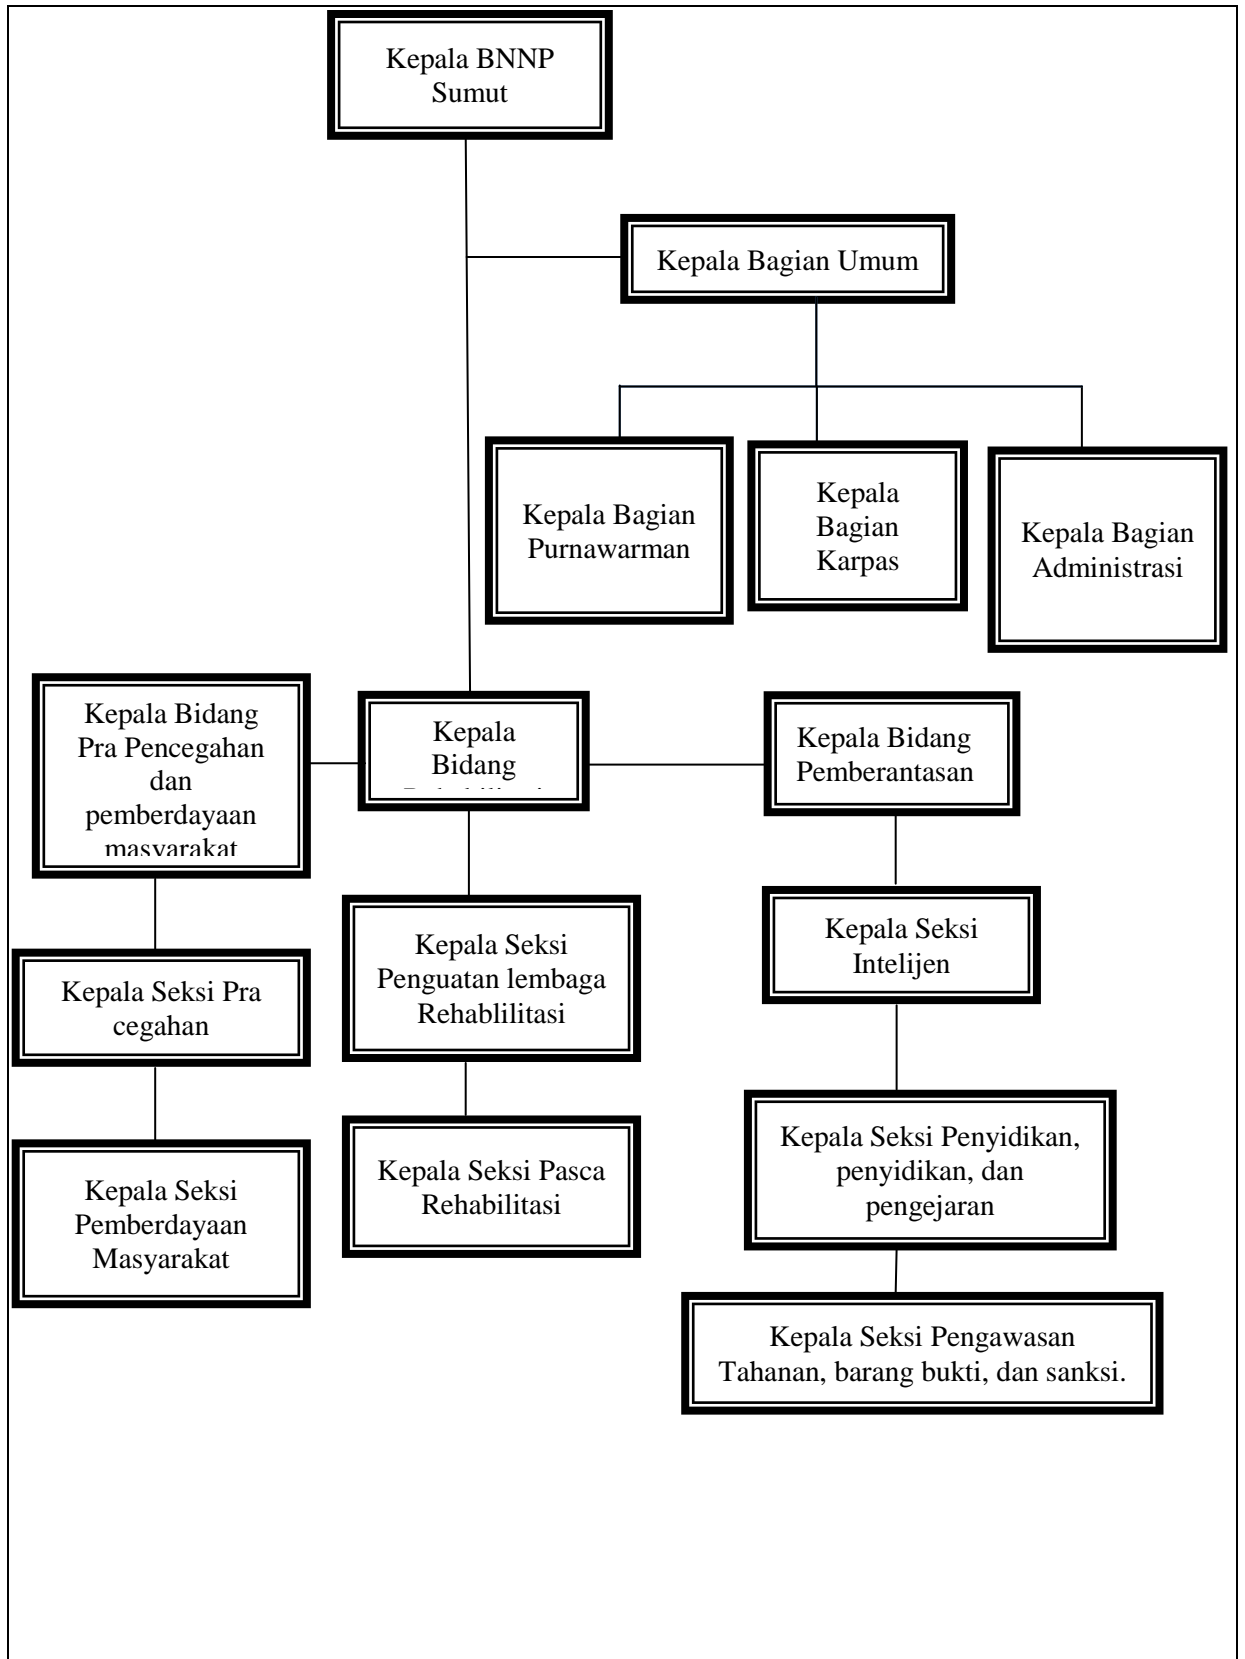 Kepala BNNP
Sumut
Kepala Bagian Umum
Kepala Bagian
Purnawarman
Kepala
Bagian
Karpas
Kepala Bagian
Administrasi
Kepala Bidang
Pra Pencegahan
dan
pemberdayaan
masyarakat
Kepala
Bidang
Kepala Bidang
Pemberantasan
Kepala Seksi Pra
cegahan
Kepala Seksi
Pemberdayaan
Masyarakat
Kepala Seksi
Penguatan lembaga
Rehablilitasi
Kepala Seksi Pasca
Rehabilitasi
Kepala Seksi
Intelijen
Kepala Seksi Penyidikan,
penyidikan, dan
pengejaran
Kepala Seksi Pengawasan
Tahanan, barang bukti, dan sanksi.